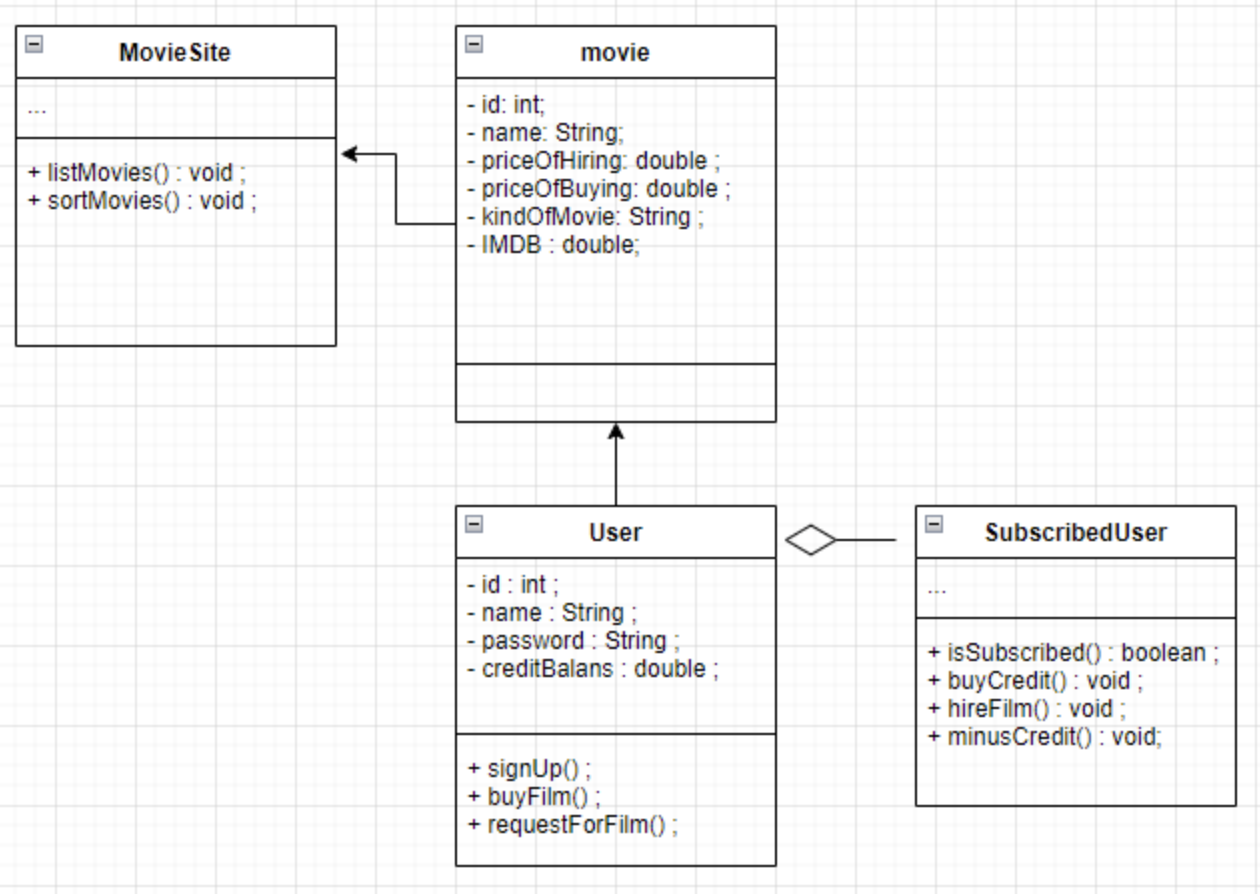 MovieSite
...
+ listMovies() : void ;
+ sortMovies() : void ;
movie
- id: int;
- name: String;
- priceOfHiring: double ;
- priceOfBuying: double ;
- kindOfMovie: String ;
- IMDB : double;
User
- id : int ;
- name : String ;
- password : String ;
- creditBalans : double ;
+ signUp() ;
+ buyFilm() ;
+ requestForFilm() ;
SubscribedUser
...
+ isSubscribed() : boolean ;
+ buyCredit() : void ;
+ hireFilm() : void ;
+ minusCredit() : void;